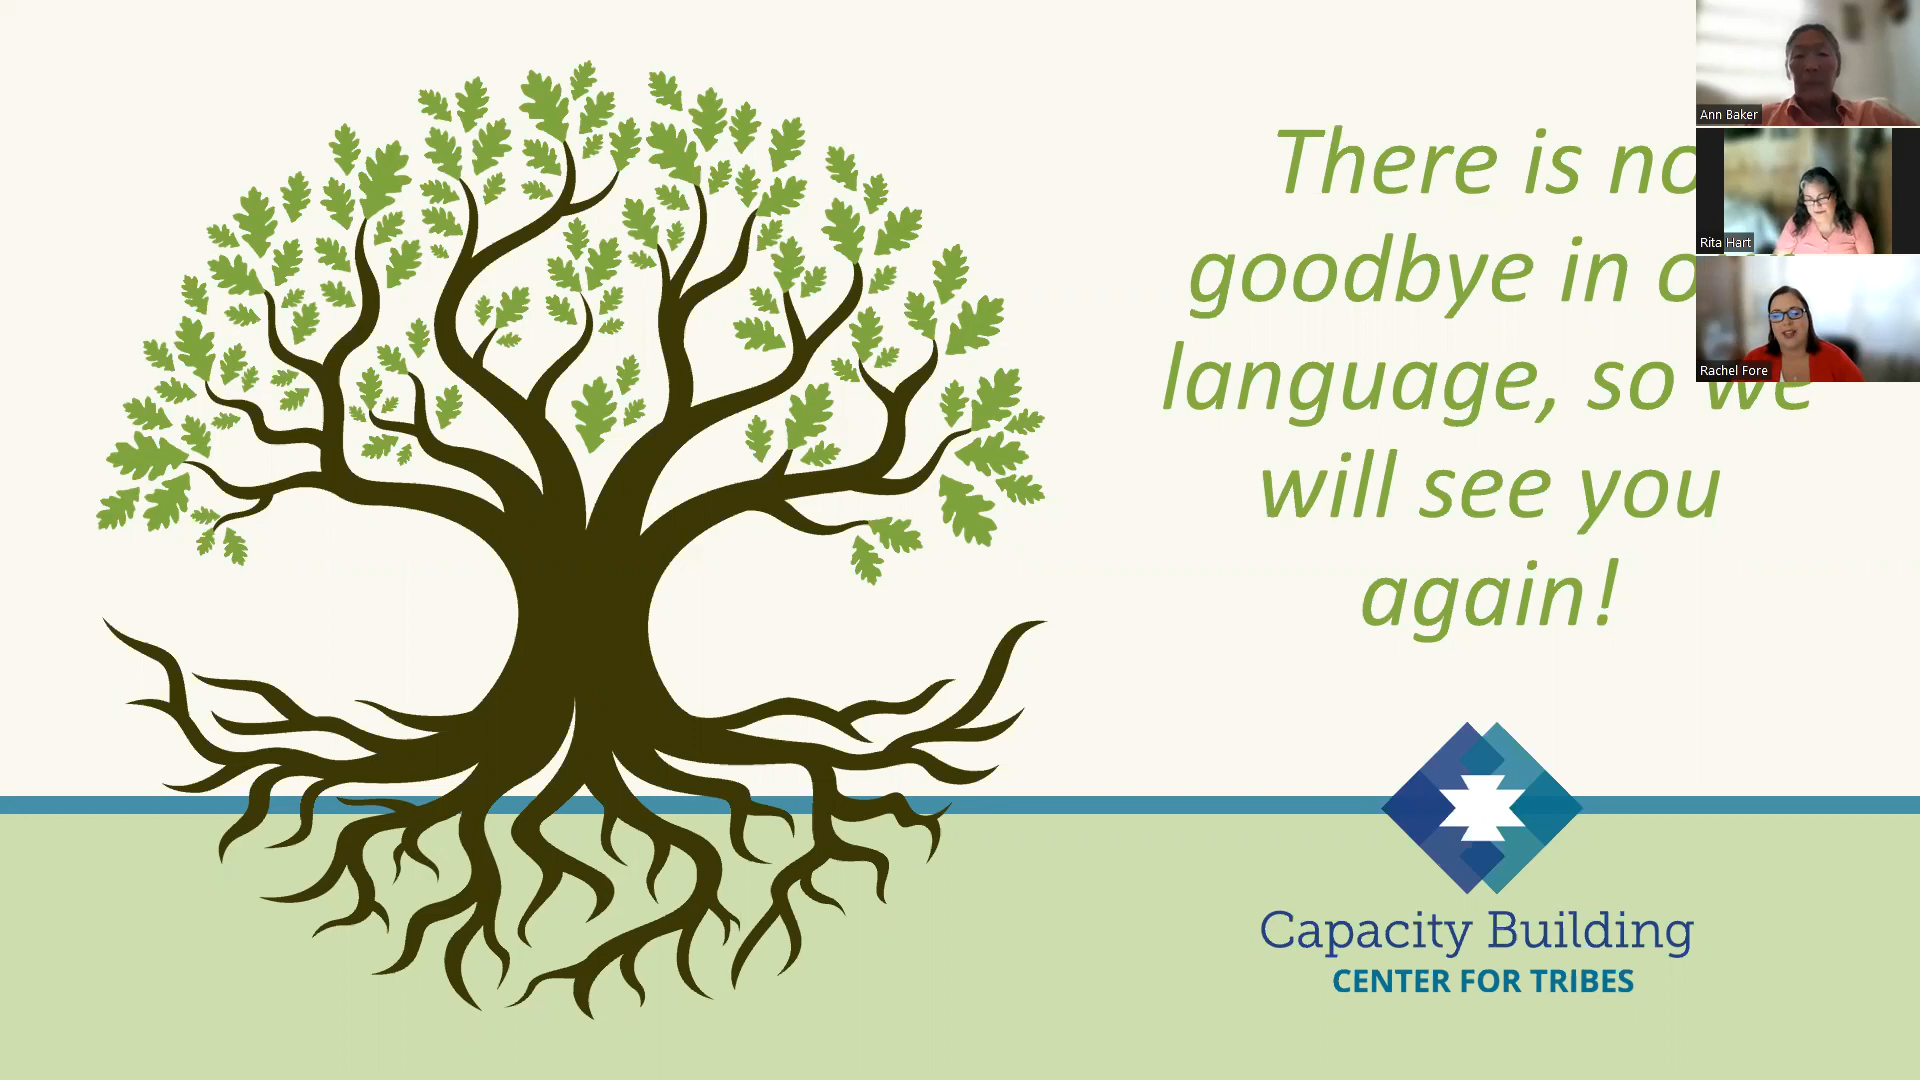 There is no
goodbye in
language, so we
will see you
again!
Capacity Building
CENTER FOR TRIBES
Ann Baker
Rita Hart
Rachel Fore